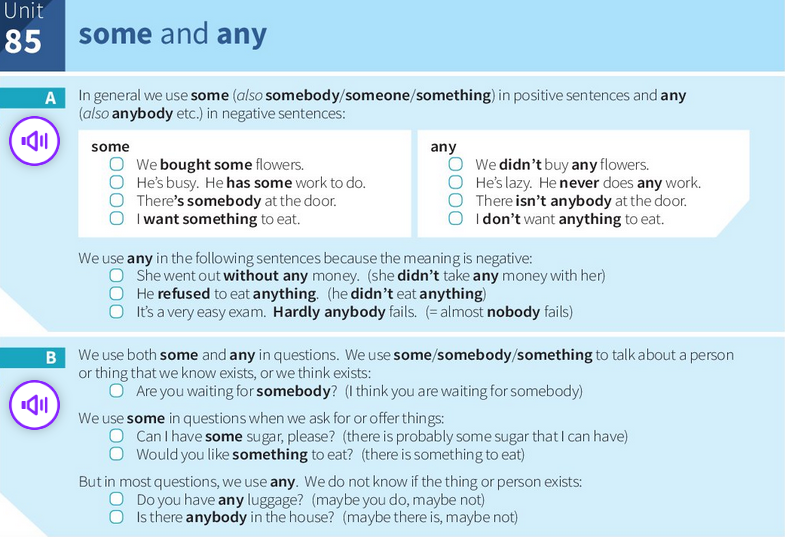 Unit
85
some and any
A
In general we use some (also somebody/someone/something) in positive sentences and any
(also anybody etc.) in negative sentences:
some
We bought some flowers.
He's busy. He has some work to do.
There's somebody at the door.
I want something to eat.
any
We didn't buy any flowers.
He's lazy. He never does any work.
There isn't anybody at the door.
I don't want anything to eat.
We use any in the following sentences because the meaning is negative:
She went out without any money. (she didn't take any money with her)
He refused to eat anything. (he didn't eat anything)
It's a very easy exam. Hardly anybody fails. (= almost nobody fails)
B
We use both some and any in questions. We use some/somebody/something to talk about a person
or thing that we know exists, or we think exists:
Are you waiting for somebody? (I think you are waiting for somebody)
We use some in questions when we ask for or offer things:
Can I have some sugar, please? (there is probably some sugar that I can have)
Would you like something to eat? (there is something to eat)
But in most questions, we use any. We do not know if the thing or person exists:
Do you have any luggage? (maybe you do, maybe not)
Is there anybody in the house? (maybe there is, maybe not)